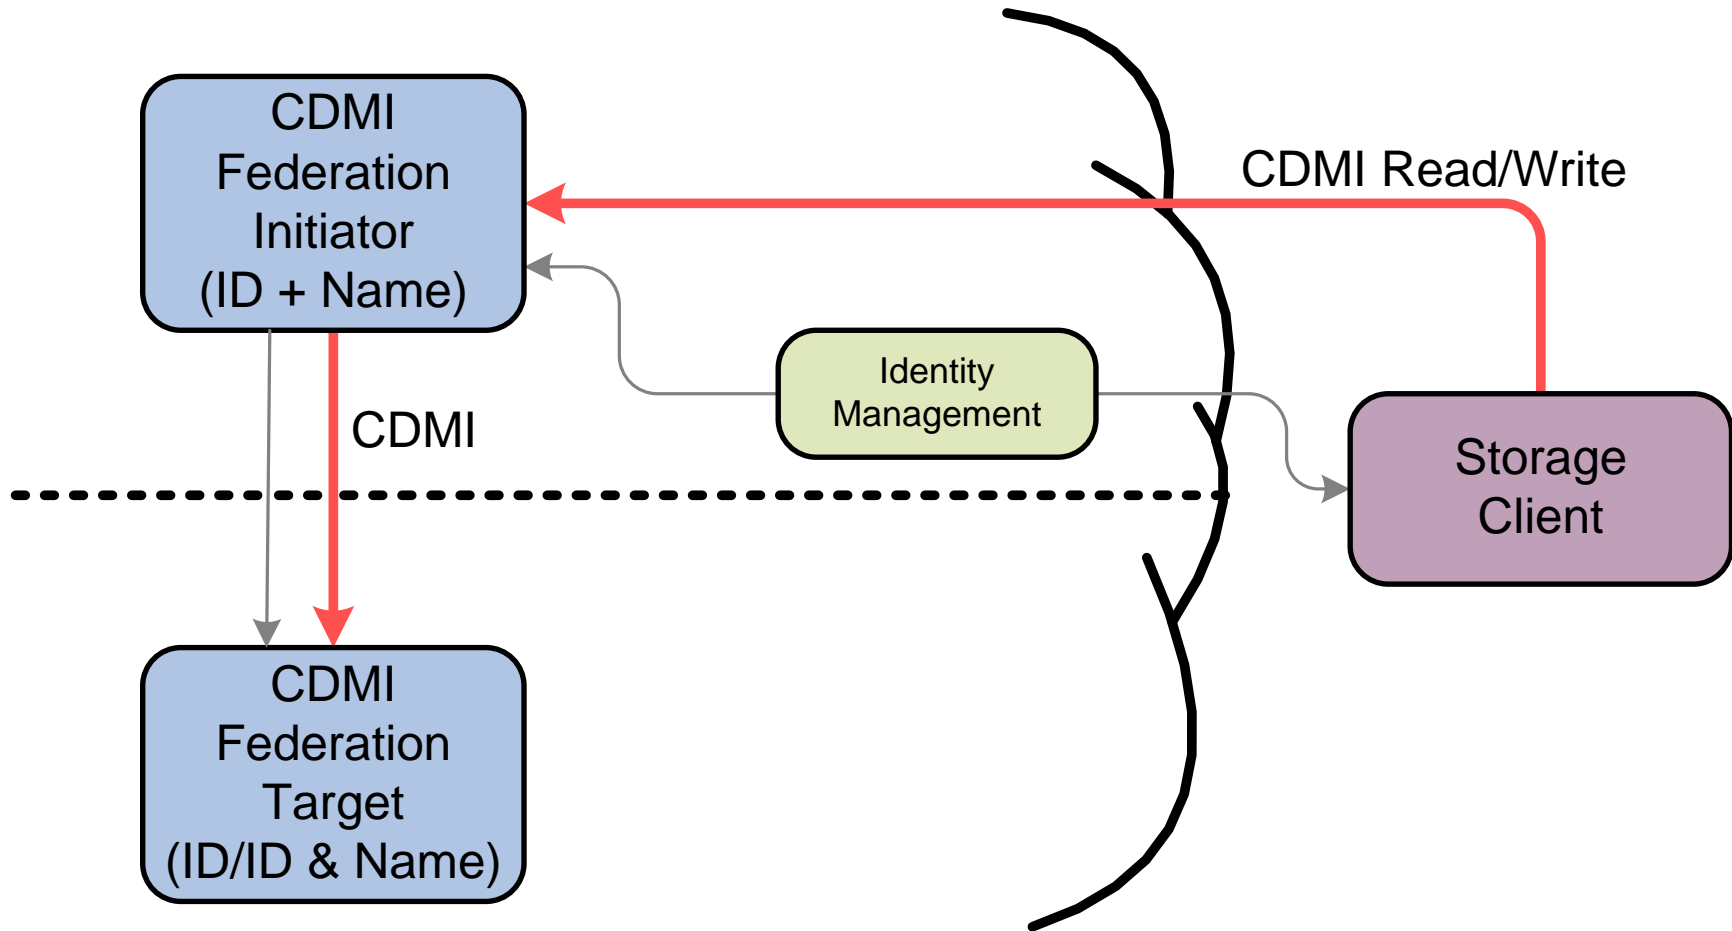 CDMI
Federation
Initiator
(ID + Name)
CDMI Read/Write
Identity
Management
CDMI
Storage
Client
CDMI
Federation
Target
(ID/ID & Name)